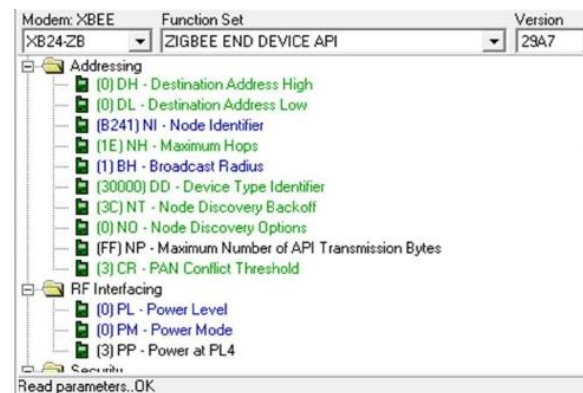 Modem: XBEE Function Set Version
XB24-ZB ZIGBEE END DEVICE API 29A7
Addressing
(0) DH - Destination Address High
(0) DL - Destination Address Low
(B241) NI - Node Identifier
(1E) NH - Maximum Hops
(1) BH - Broadcast Radius
(30000) DD - Device Type Identifier
(3C) NT - Node Discovery Backoff
(0) NO - Node Discovery Options
(FF) NP - Maximum Number of API Transmission Bytes
(3) CR - PAN Conflict Threshold
RF Interfacing
(0) PL - Power Level
(0) PM - Power Mode
(3) PP - Power at PL4
Security
Read parameters..OK